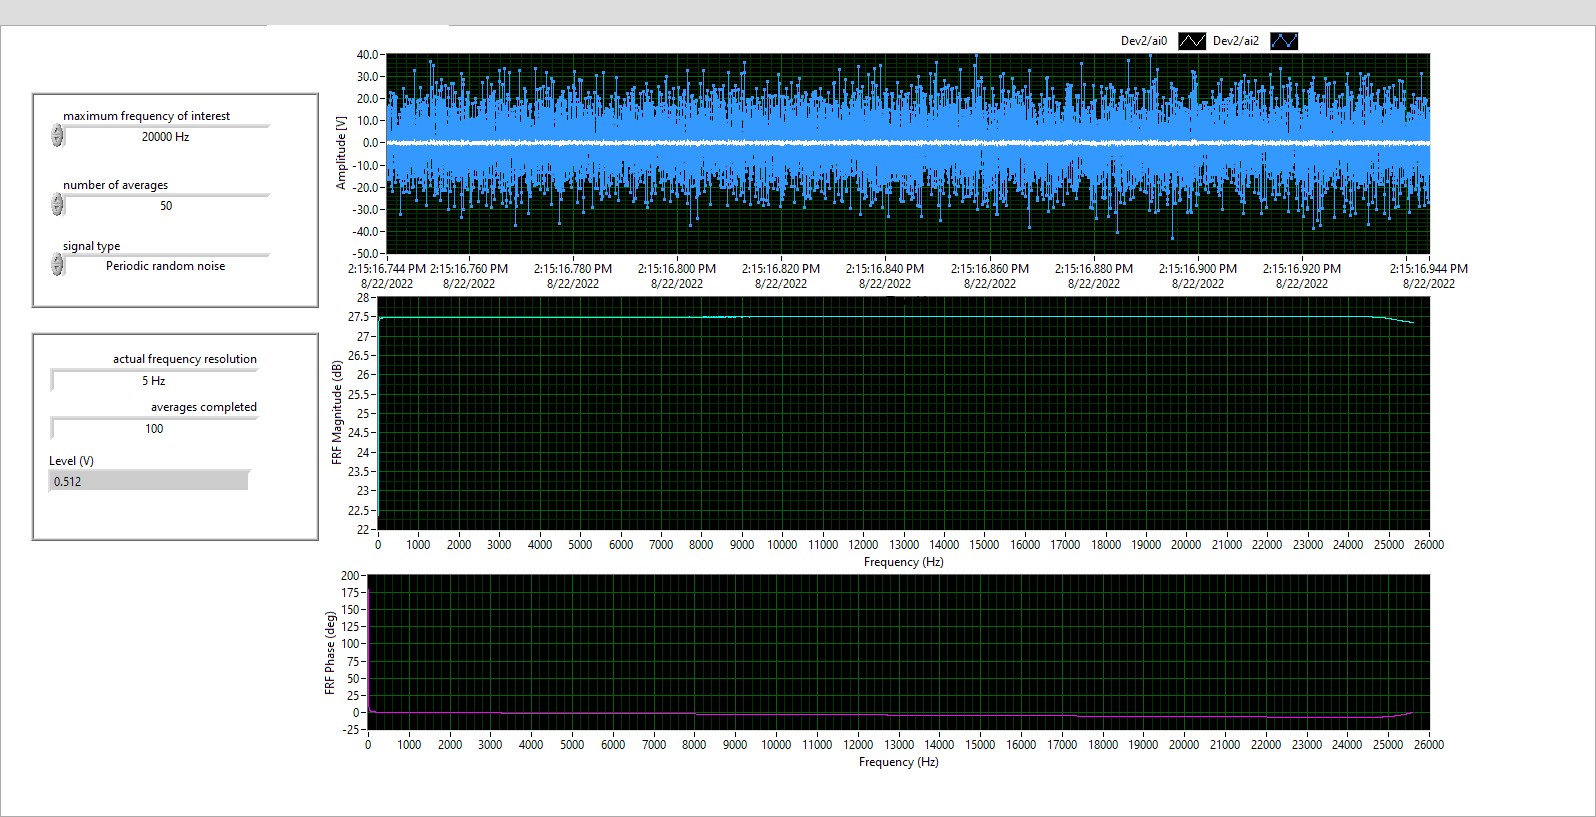 Dev2/ai0 Dev2/ai2
maximum frequency of interest
20000 Hz
number of averages
50
signal type
Periodic random noise
actual frequency resolution
5 Hz
averages completed
100
Level (V)
0.512
Amplitude [V]
40.0
30.0
20.0
10.0
0.0
-10.0
-20.0
-30.0
-40.0
-50.0
2:15:16.744 PM 2:15:16.760 PM 2:15:16.780 PM 2:15:16.800 PM 2:15:16.820 PM 2:15:16.840 PM 2:15:16.860 PM 2:15:16.880 PM 2:15:16.900 PM 2:15:16.920 PM 2:15:16.944 PM
8/22/2022 8/22/2022 8/22/2022 8/22/2022 8/22/2022 8/22/2022 8/22/2022 8/22/2022 8/22/2022 8/22/2022 8/22/2022
FRF Magnitude (dB)
28
27.5
27
26.5
26
25.5
25
24.5
24
23.5
23
22.5
22
0 1000 2000 3000 4000 5000 6000 7000 8000 9000 10000 11000 12000 13000 14000 15000 16000 17000 18000 19000 20000 21000 22000 23000 24000 25000 26000
Frequency (Hz)
FRF Phase (deg)
200
175
150
125
100
75
50
25
0
-25
0 1000 2000 3000 4000 5000 6000 7000 8000 9000 10000 11000 12000 13000 14000 15000 16000 17000 18000 19000 20000 21000 22000 23000 24000 25000 26000
Frequency (Hz)